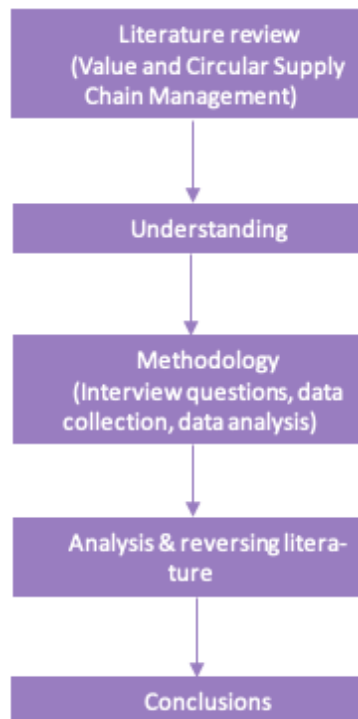 Literature review
(Value and Circular Supply
Chain Management)
Understanding
Methodology
(Interview questions, data
collection, data analysis)
Analysis & reversing litera-
ture
Conclusions